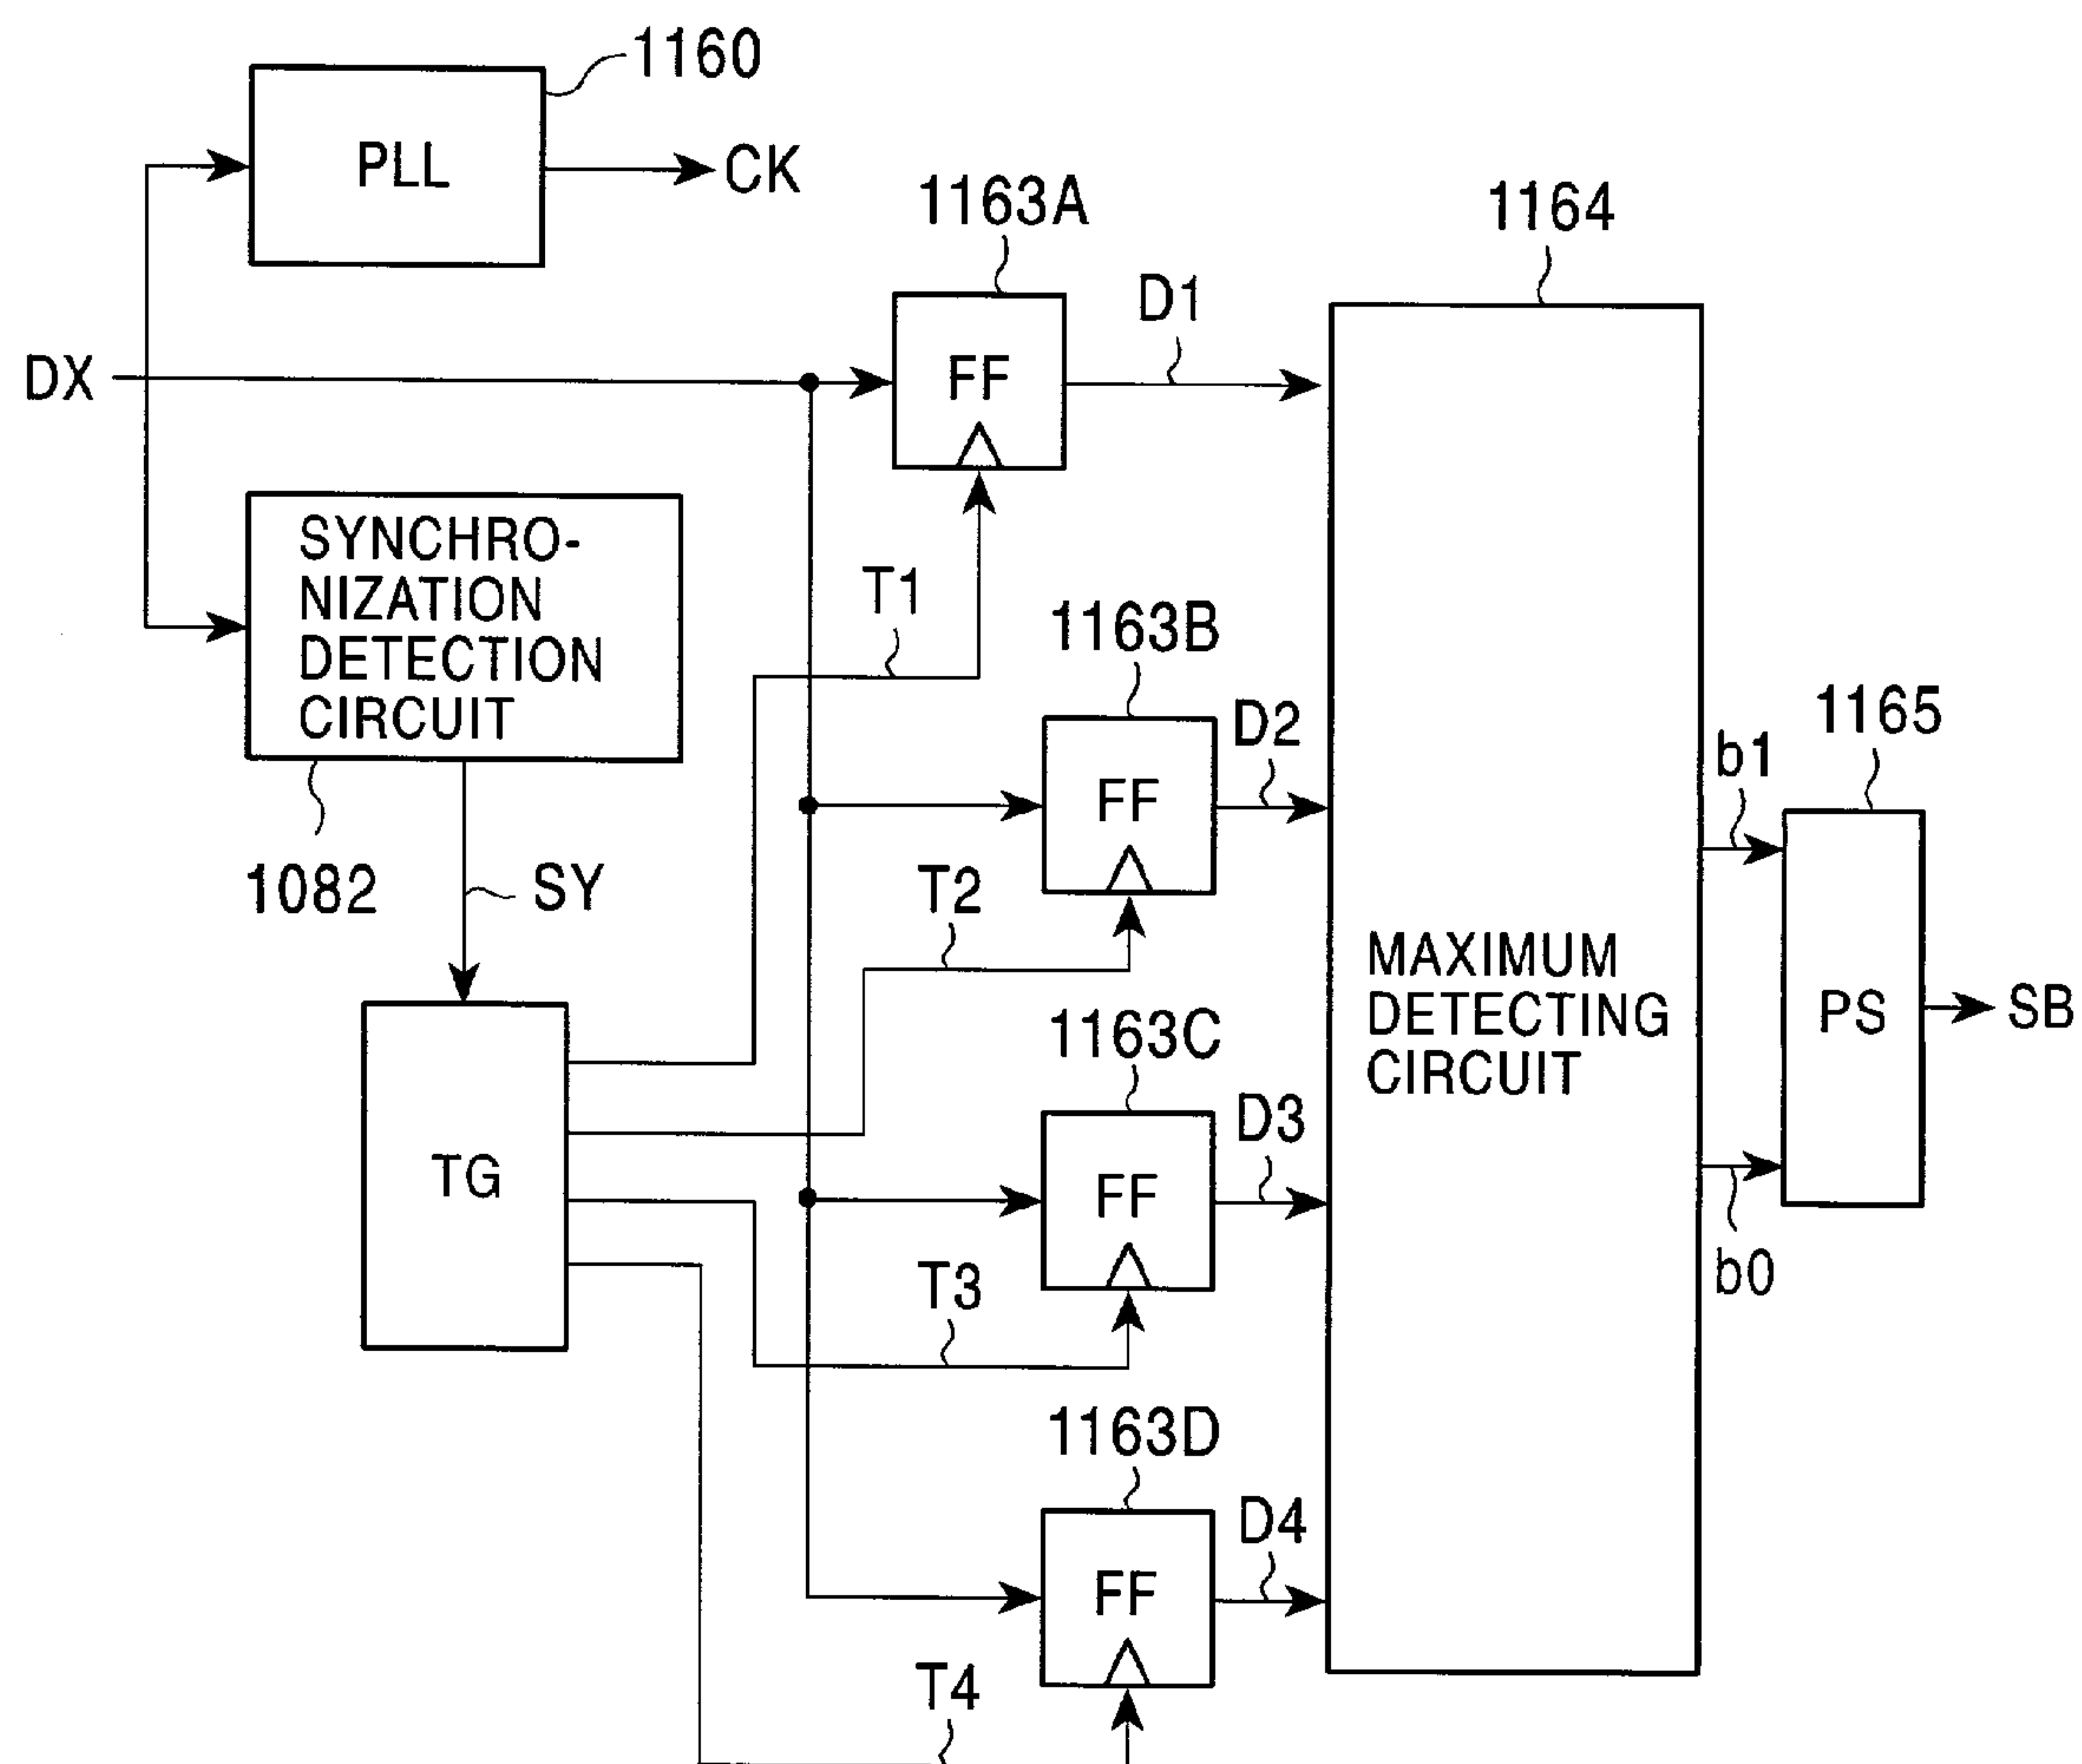 1160
PLL
CK
1163A
1164
D1
DX
FF
SYNCHRO-
NIZATION
DETECTION
CIRCUIT
T1
1163B
D2
1165
b1
FF
1082
SY
T2
MAXIMUM
DETECTING
CIRCUIT
PS
SB
1163C
D3
TG
FF
b0
T3
1163D
D4
FF
T4